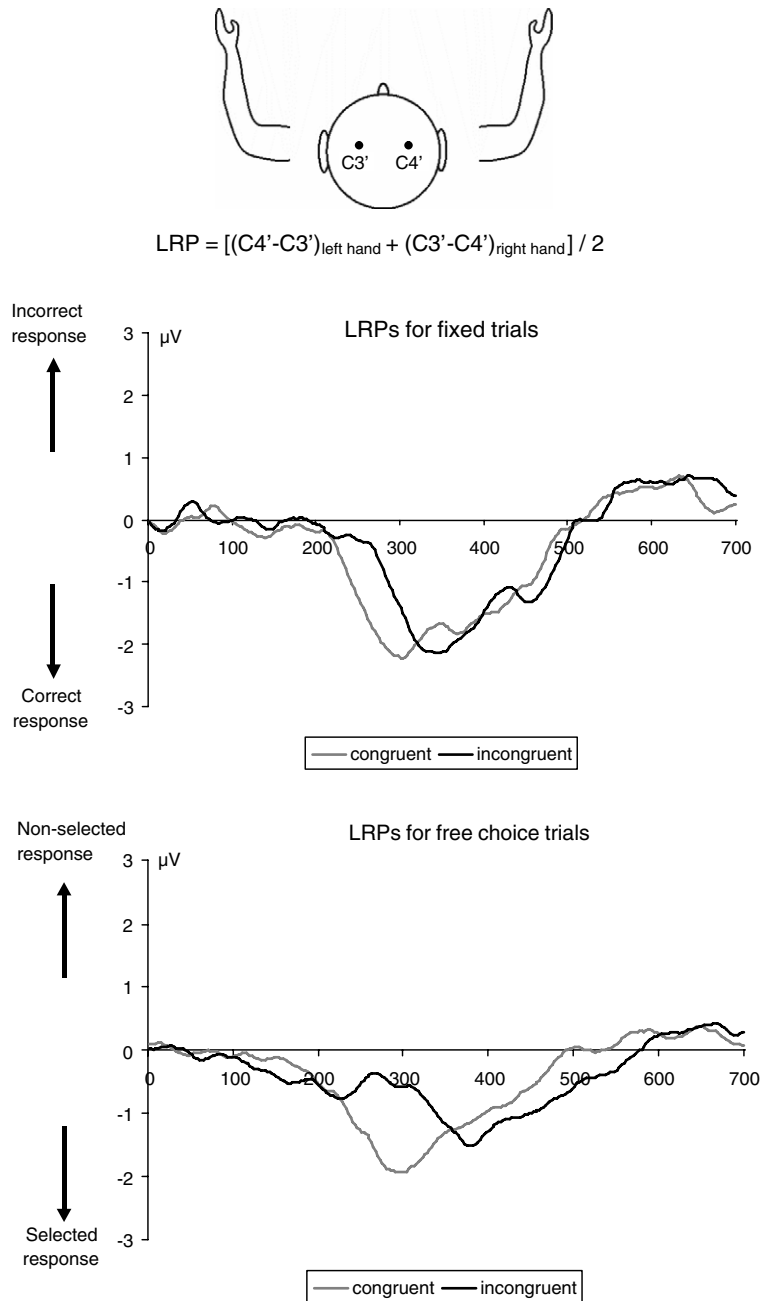 C3’ C4’
LRP = [(C4’-C3’)left hand + (C3’-C4’)right hand] / 2
Incorrect
response
µV
LRPs for fixed trials
3
2
1
0
0 100 200 300 400 500 600 700
-1
-2
Correct
response
-3
congruent incongruent
Non-selected
response
µV
LRPs for free choice trials
3
2
1
0
0 100 200 300 400 500 600 700
-1
-2
Selected
response
-3
congruent incongruent